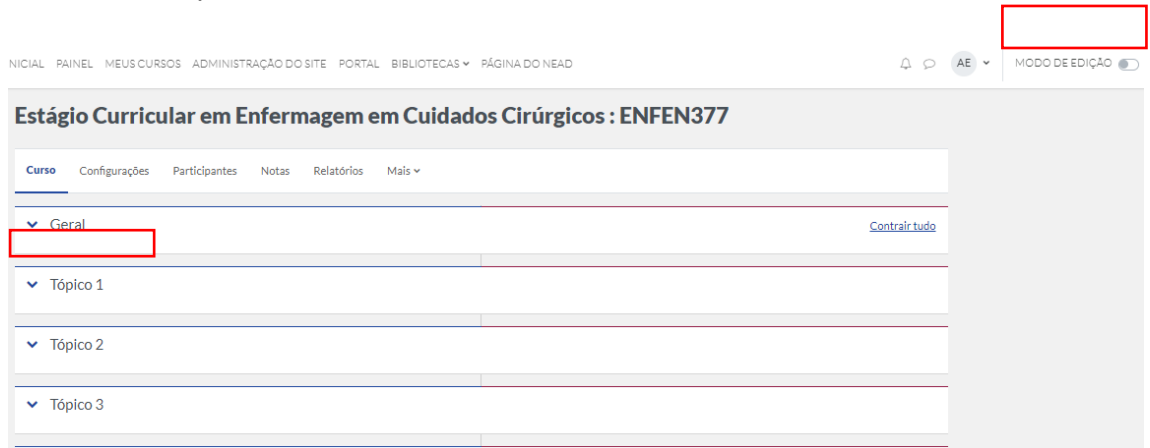 NICIAL PAINEL MEUS CURSOS ADMINISTRAÇÃO DO SITE PORTAL BIBLIOTECAS PÁGINA DO NEAD AE MODO DE EDIÇÃO
Estágio Curricular em Enfermagem em Cuidados Cirúrgicos : ENFEN377
Curso Configurações Participantes Notas Relatórios Mais
Geral Contrair tudo
Tópico 1
Tópico 2
Tópico 3